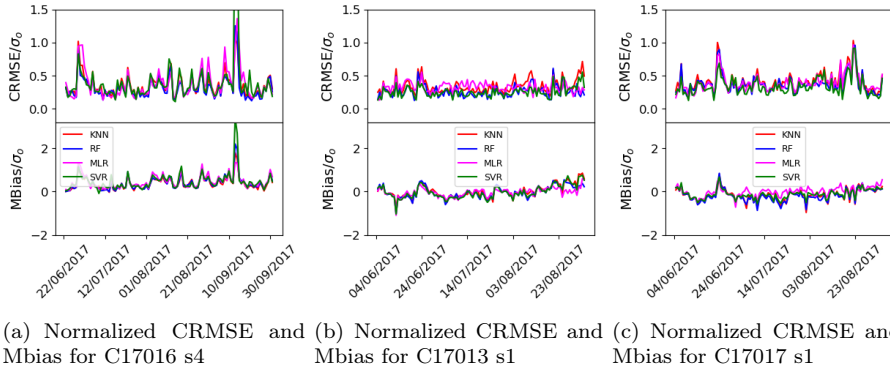 1.5
1.0
0.5
0.0
CRMSE/σo
2
0
−2
MBias/σo
KNN
RF
MLR
SVR
22/06/2017
12/07/2017
01/08/2017
21/08/2017
10/09/2017
30/09/2017
1.5
1.0
0.5
0.0
CRMSE/σo
2
0
−2
MBias/σo
KNN
RF
MLR
SVR
04/06/2017
24/06/2017
14/07/2017
03/08/2017
23/08/2017
1.5
1.0
0.5
0.0
CRMSE/σo
2
0
−2
MBias/σo
KNN
RF
MLR
SVR
04/06/2017
24/06/2017
14/07/2017
03/08/2017
23/08/2017
(a) Normalized CRMSE and
Mbias for C17016 s4
(b) Normalized CRMSE and
Mbias for C17013 s1
(c) Normalized CRMSE and
Mbias for C17017 s1